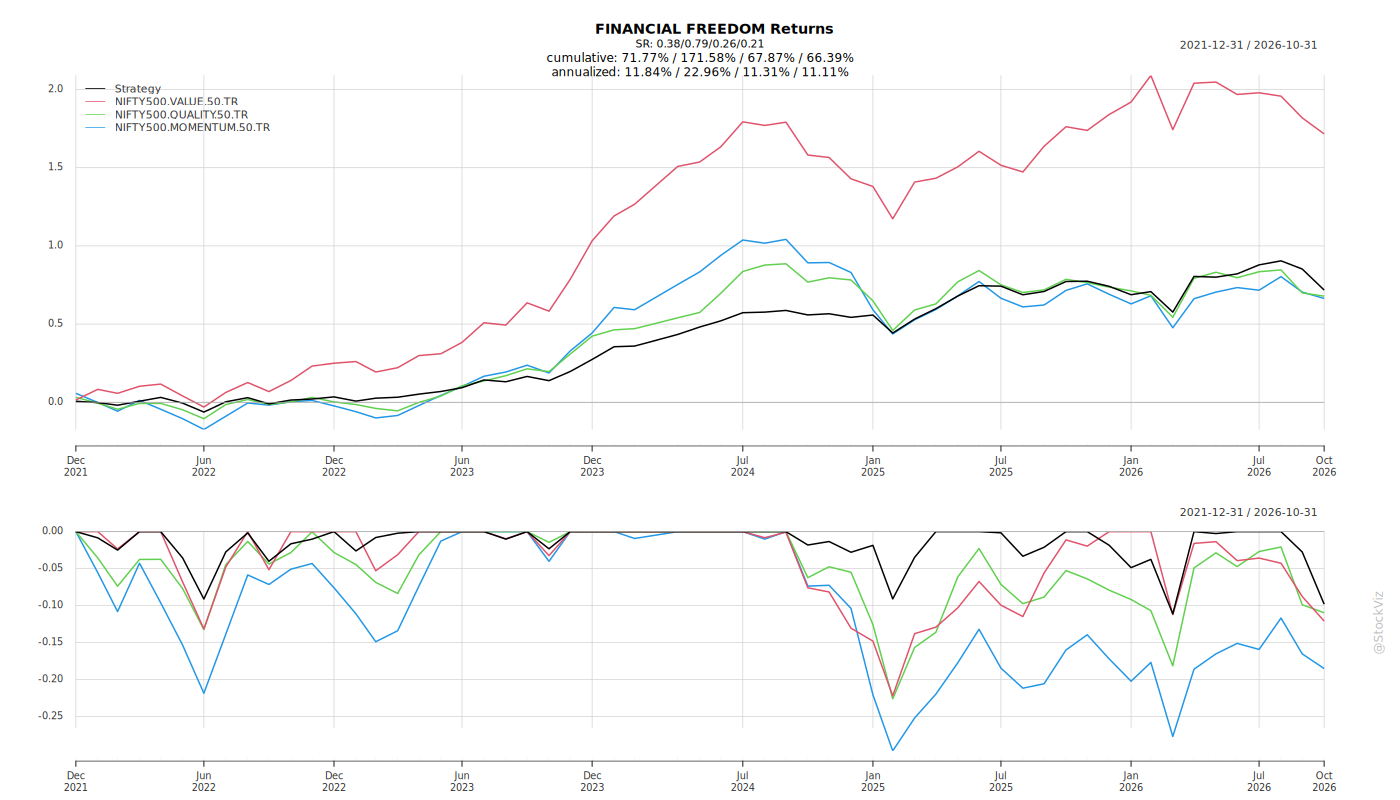 FINANCIAL FREEDOM Returns
SR: 0.38/0.79/0.26/0.21
2021-12-31 / 2026-10-31
cumulative: 71.77% / 171.58% / 67.87% / 66.39%
annualized: 11.84% / 22.96% / 11.31% / 11.11%
Strategy
NIFTY500.VALUE.50.TR
NIFTY500.QUALITY.50.TR
NIFTY500.MOMENTUM.50.TR
2.0
1.5
1.0
0.5
0.0
Dec Jun Dec Jun Dec Jul Jan Jul Jan Jul Oct
2021 2022 2022 2023 2023 2024 2025 2025 2026 2026 2026
2021-12-31 / 2026-10-31
0.00
-0.05
-0.10
-0.15
-0.20
-0.25
Dec Jun Dec Jun Dec Jul Jan Jul Jan Jul Oct
2021 2022 2022 2023 2023 2024 2025 2025 2026 2026 2026
@StockViz